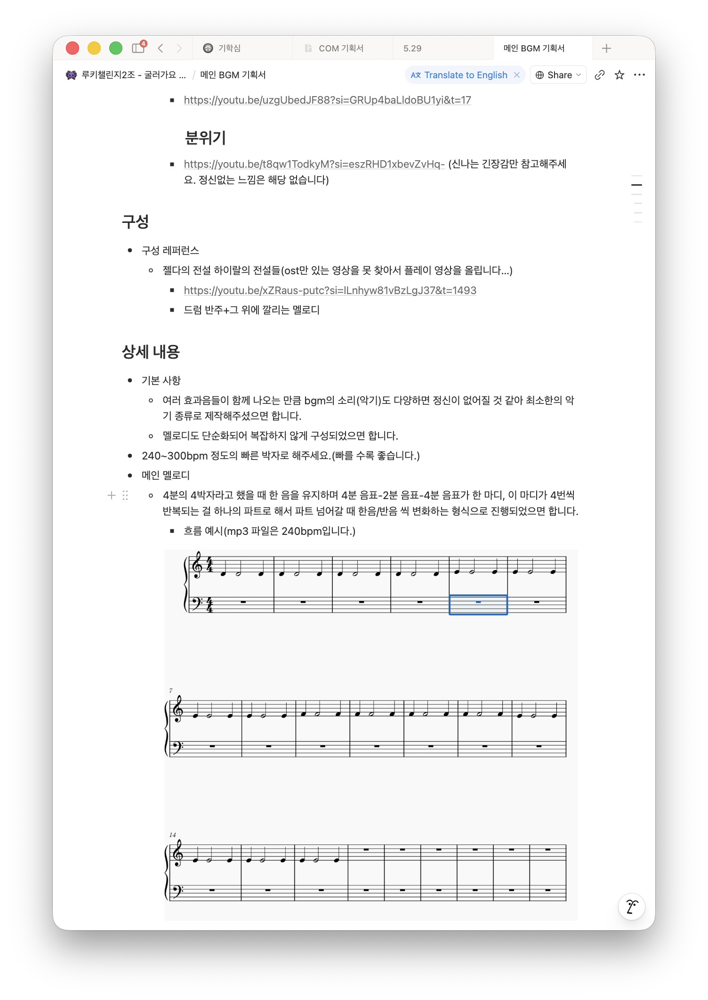 4
기학심
COM 기획서
5.29
메인 BGM 기획서
루키챌린지2조 - 굴러가요 ... / 메인 BGM 기획서
Translate to English
Share
https://youtu.be/uzgUbedJF88?si=GRUp4baLldoBU1yi&t=17
분위기
https://youtu.be/t8qw1TodkyM?si=eszRHD1xbevZvHq- (신나는 긴장감만 참고해주세
요. 정신없는 느낌은 해당 없습니다)
구성
구성 레퍼런스
젤다의 전설 하이랄의 전설들(ost만 있는 영상을 못 찾아서 플레이 영상을 올립니다...)
https://youtu.be/xZRaus-putc?si=lLnhyw81vBzLgJ37&t=1493
드럼 반주+그 위에 깔리는 멜로디
상세 내용
기본 사항
여러 효과음들이 함께 나오는 만큼 bgm의 소리(악기)도 다양하면 정신이 없어질 것 같아 최소한의 악
기 종류로 제작해주셨으면 합니다.
멜로디도 단순화되어 복잡하지 않게 구성되었으면 합니다.
240~300bpm 정도의 빠른 박자로 해주세요.(빠를 수록 좋습니다.)
메인 멜로디
4분의 4박자라고 했을 때 한 음을 유지하며 4분 음표-2분 음표-4분 음표가 한 마디, 이 마디가 4번씩
반복되는 걸 하나의 파트로 해서 파트 넘어갈 때 한음/반음 씩 변화하는 형식으로 진행되었으면 합니다.
흐름 예시(mp3 파일은 240bpm입니다.)
4
4
4
4
7
14